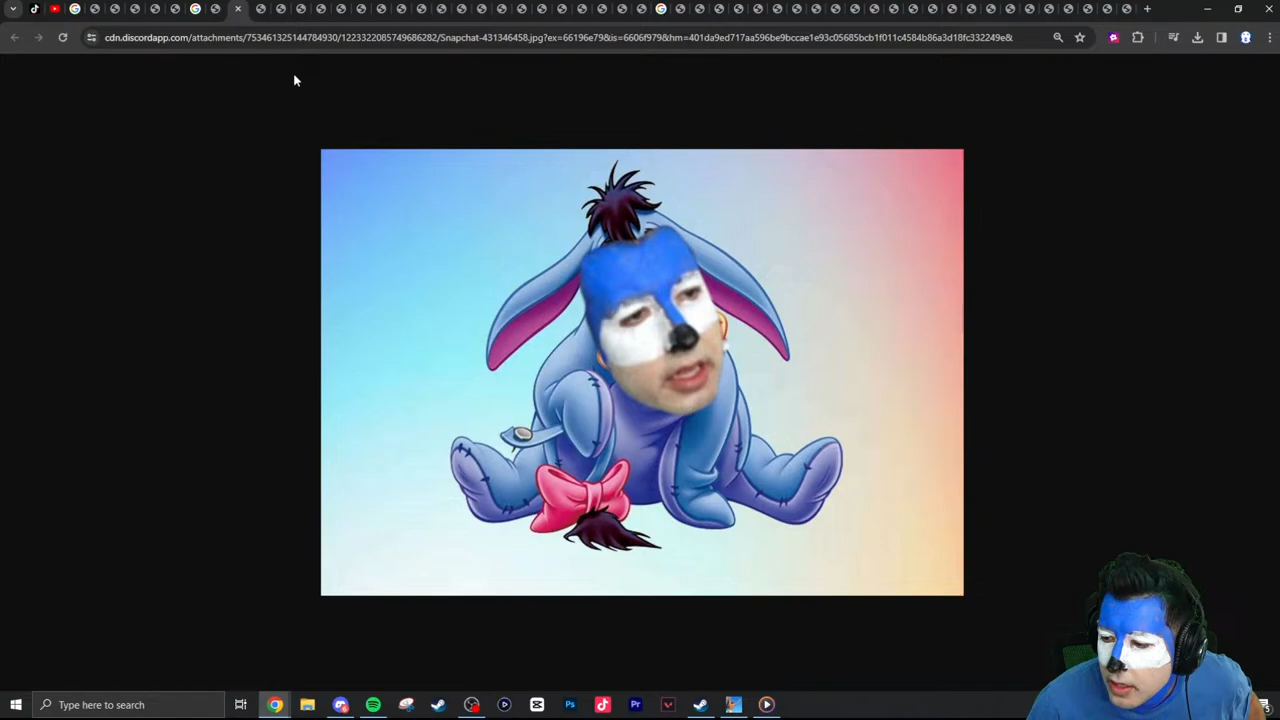 cdn.discordapp.com/attachments/753461325144784930/1223322085749686282/Snapchat-431346458.jpg?ex=66196e79&is=6606f979&hm=401da9ed717aa596be9bccae1e93c05685bcb1f011c4584b86a3d18fc332249e&
Type here to search